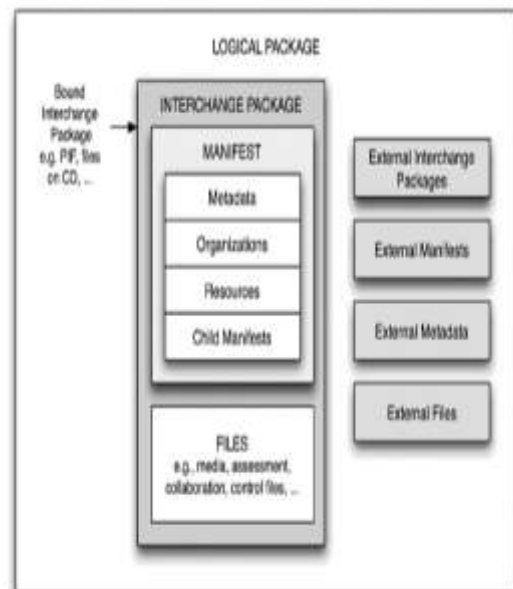 LOGICAL PACKAGE
Bound
Interchange
Package
e.g. PIF, files
on CD, ...
INTERCHANGE PACKAGE
MANIFEST
Metadata
Organizations
Resources
Child Manifests
FILES
e.g., media, assessment,
collaboration, control files, ...
External Interchange
Packages
External Manifests
External Metadata
External Files